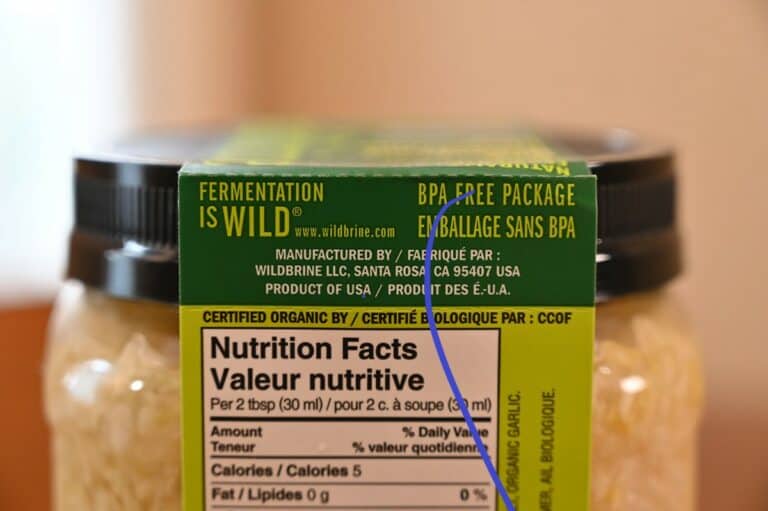 FERMENTATION
IS WILD® www.wildbrine.com
BPA FREE PACKAGE
EMBALLAGE SANS BPA
MANUFACTURED BY / FABRIQUÉ PAR :
WILDBRINE LLC, SANTA ROSA, CA 95407 USA
PRODUCT OF USA / PRODUIT DES É.-U.A.
CERTIFIED ORGANIC BY / CERTIFIÉ BIOLOGIQUE PAR : CCOF
Nutrition Facts
Valeur nutritive
Per 2 tbsp (30 ml) / pour 2 c. à soupe (30 ml)
Amount % Daily Value
Teneur % valeur quotidienne
Calories / Calories 5
Fat / Lipides 0 g 0 %
ORGANIC GARLIC.
AIL BIOLOGIQUE.